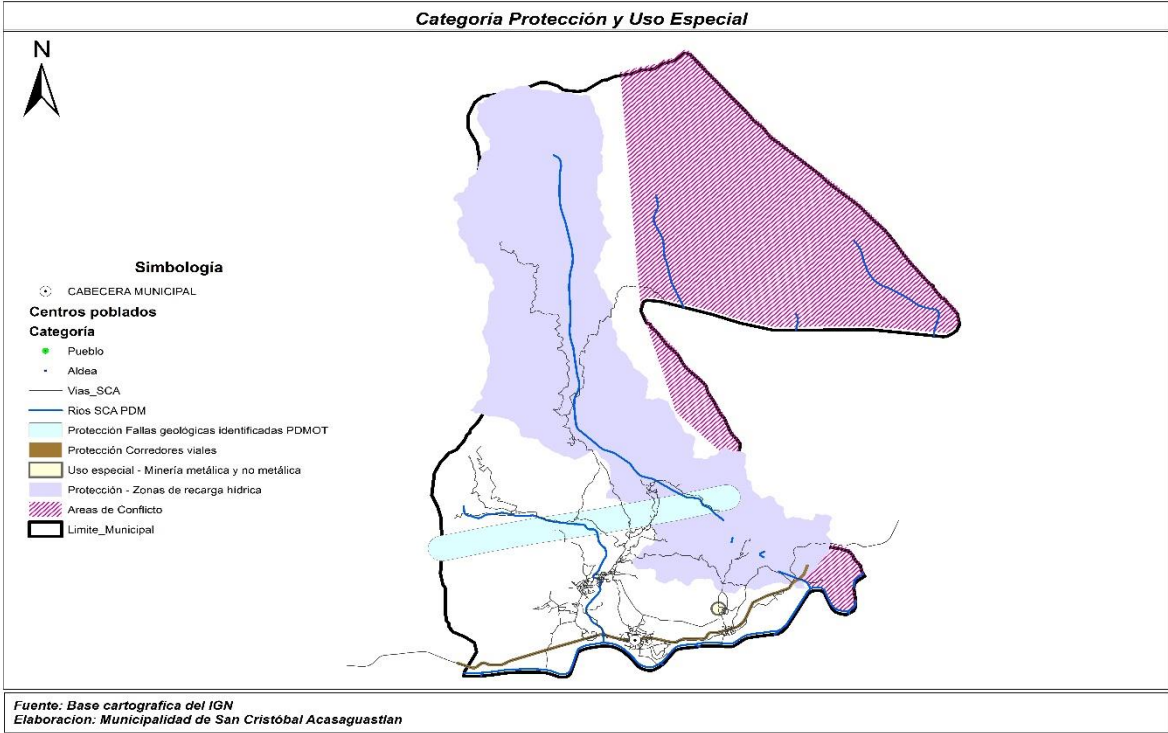 Categoría Protección y Uso Especial
N
Simbología
CABECERA MUNICIPAL
Centros poblados
Categoría
Pueblo
Aldea
Vias_SCA
Rios SCA PDM
Protección Fallas geológicas identificadas PDMOT
Protección Corredores viales
Uso especial - Minería metálica y no metálica
Protección - Zonas de recarga hídrica
Areas de Conflicto
Limite_Municipal
Fuente: Base cartografica del IGN
Elaboracion: Municipalidad de San Cristóbal Acasaguastlan